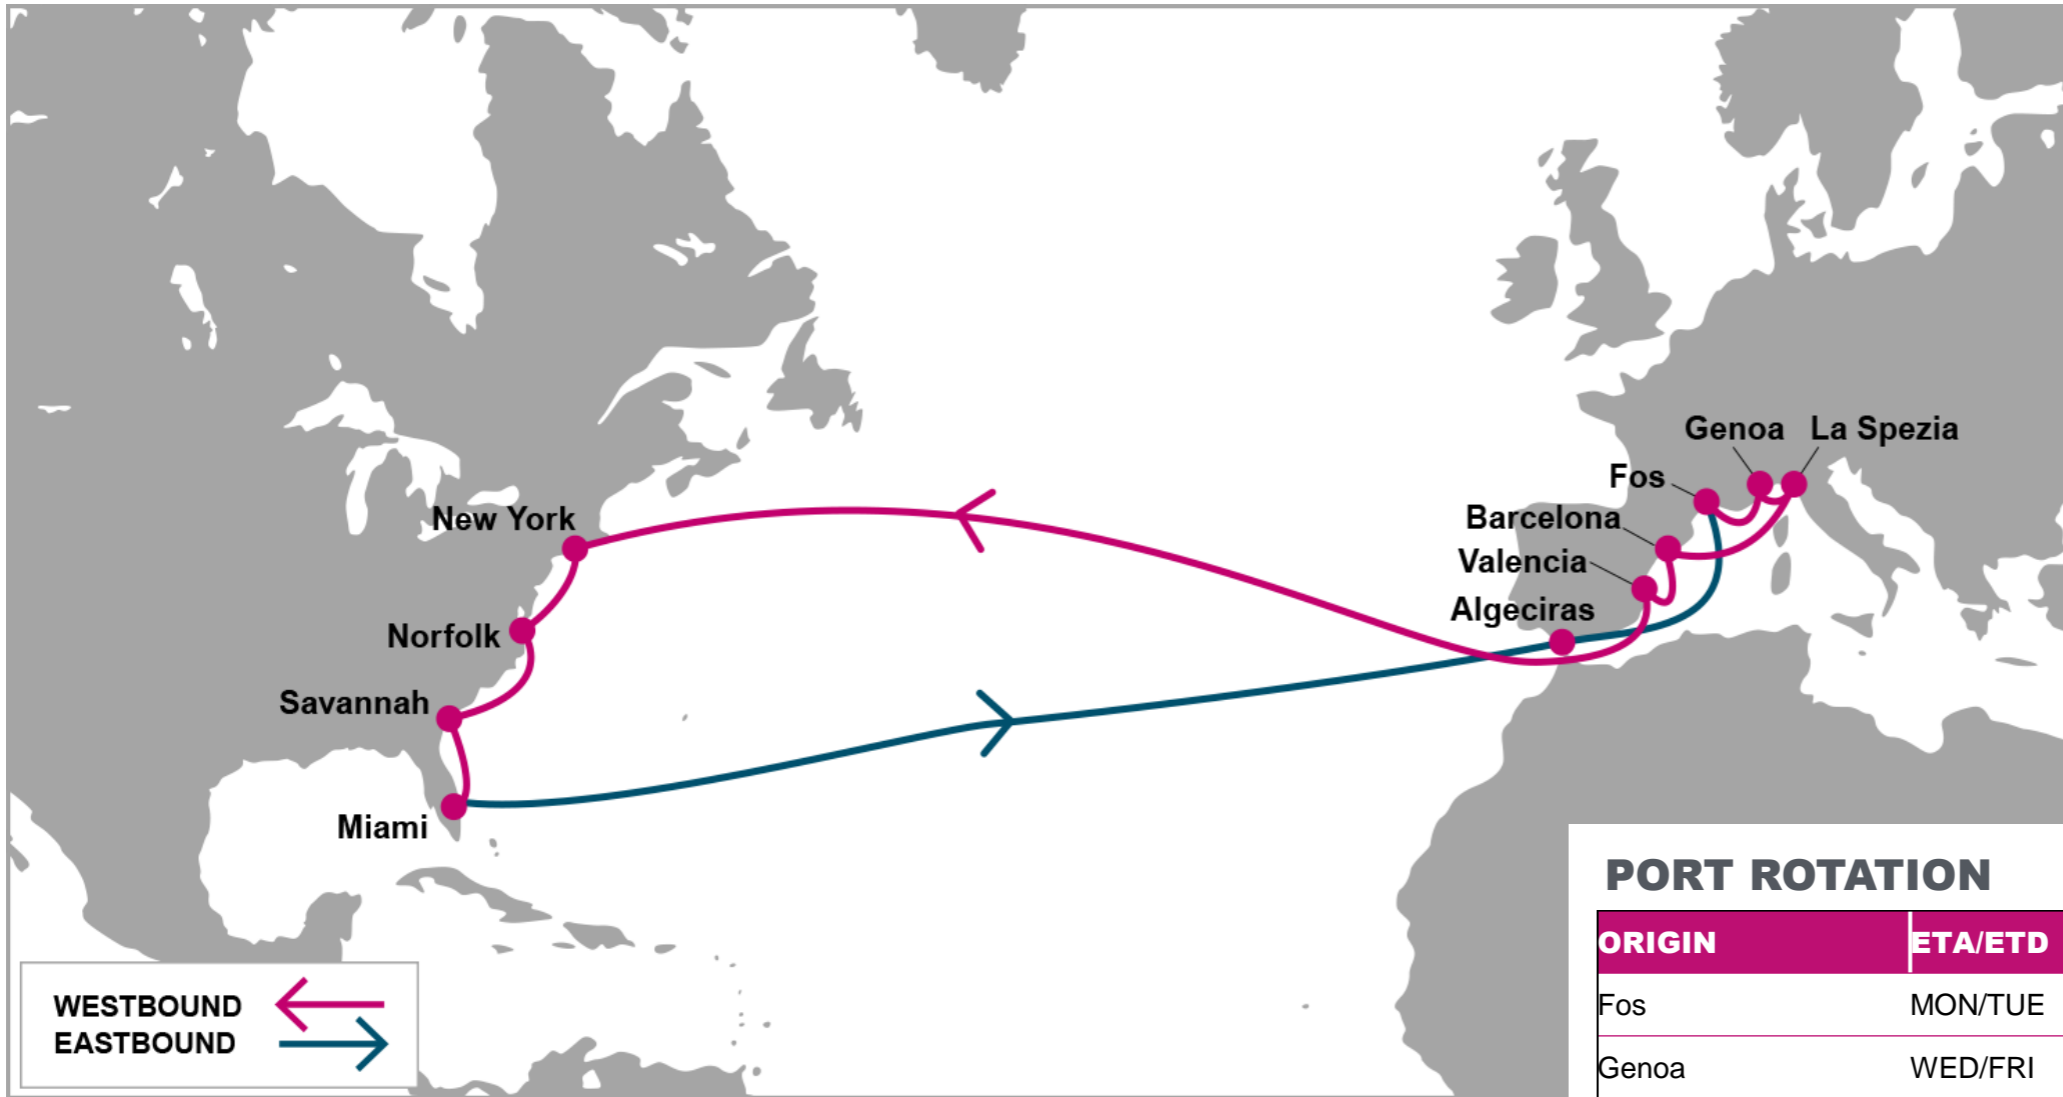 Genoa
La Spezia
Fos
Barcelona
New York
Valencia
Algeciras
Norfolk
Savannah
Miami
PORT ROTATION
ORIGIN ETA/ETD
Fos MON/TUE
Genoa WED/FRI
WESTBOUND
EASTBOUND